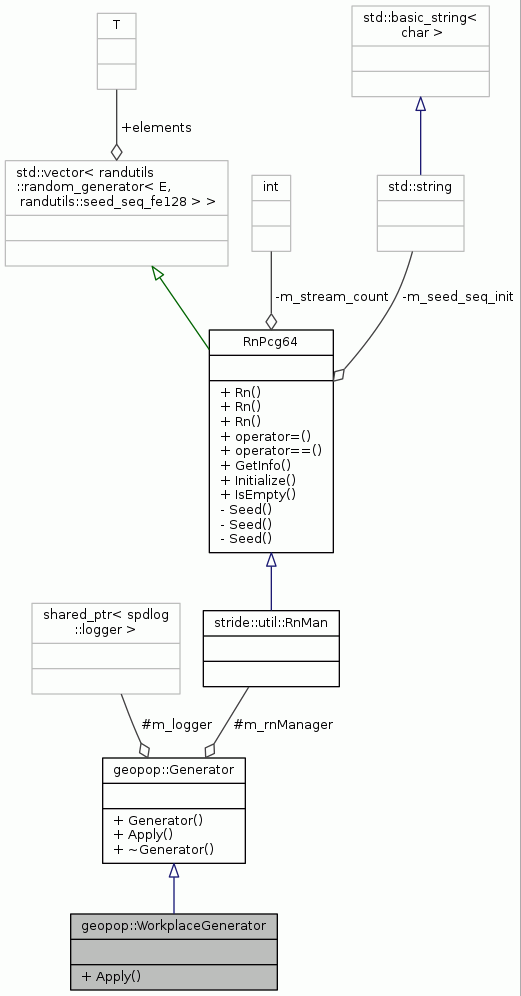 T
std::basic_string<
char >
+elements
std::vector< randutils
::random_generator< E,
randutils::seed_seq_fe128 > >
int
std::string
-m_stream_count
-m_seed_seq_init
RnPcg64
+ Rn()
+ Rn()
+ Rn()
+ operator=()
+ operator==()
+ GetInfo()
+ Initialize()
+ IsEmpty()
- Seed()
- Seed()
- Seed()
shared_ptr< spdlog
::logger >
stride::util::RnMan
#m_logger
#m_rnManager
geopop::Generator
+ Generator()
+ Apply()
+ ~Generator()
geopop::WorkplaceGenerator
+ Apply()